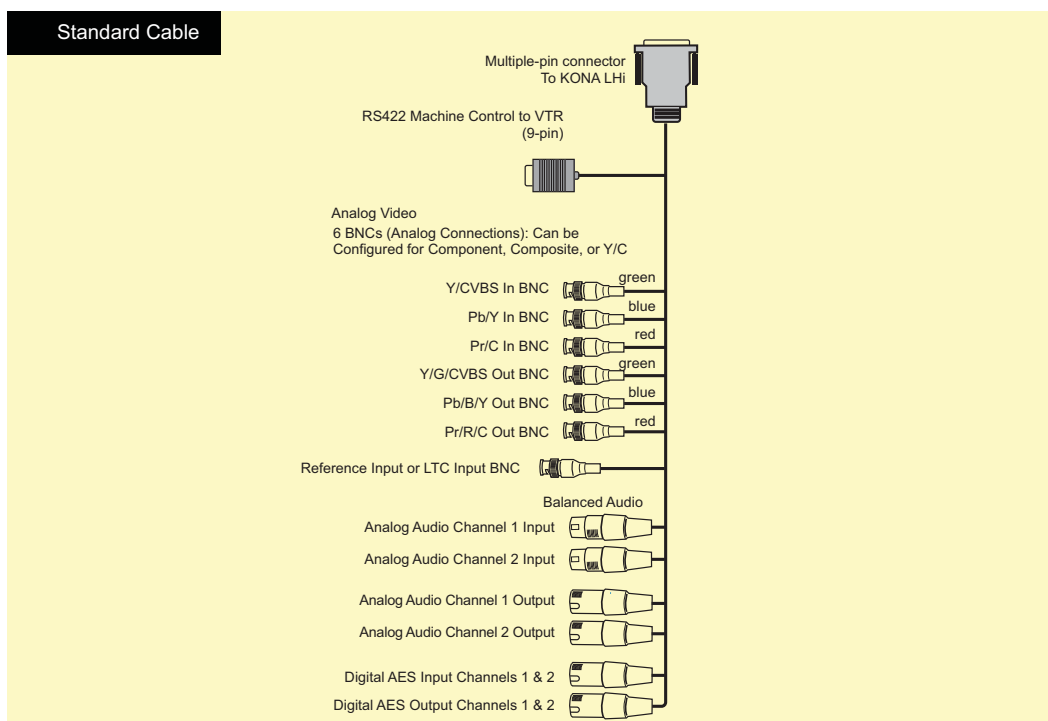 Standard Cable
Multiple-pin connector
To KONA LHi
RS422 Machine Control to VTR
(9-pin)
Analog Video
6 BNCs (Analog Connections): Can be
Configured for Component, Composite, or Y/C
Y/CVBS In BNC green
Pb/Y In BNC blue
Pr/C In BNC red
Y/G/CVBS Out BNC green
Pb/B/Y Out BNC blue
Pr/R/C Out BNC red
Reference Input or LTC Input BNC
Balanced Audio
Analog Audio Channel 1 Input
Analog Audio Channel 2 Input
Analog Audio Channel 1 Output
Analog Audio Channel 2 Output
Digital AES Input Channels 1 & 2
Digital AES Output Channels 1 & 2